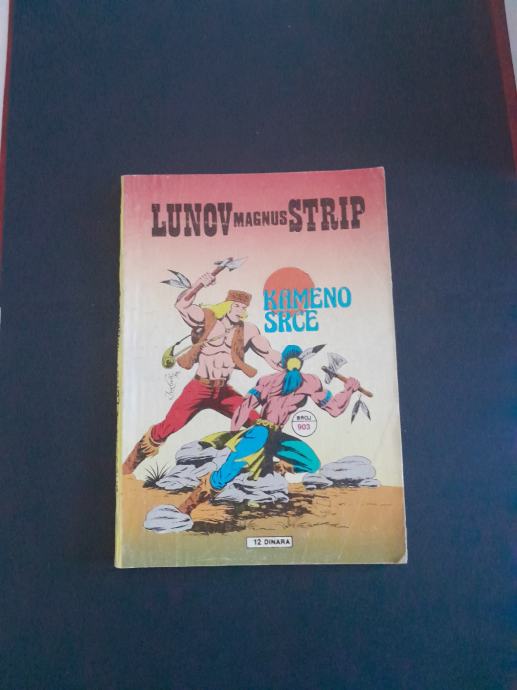 LUNOV MAGNUS STRIP
KAMENO
SRCE
BROJ
903
12 DINARA